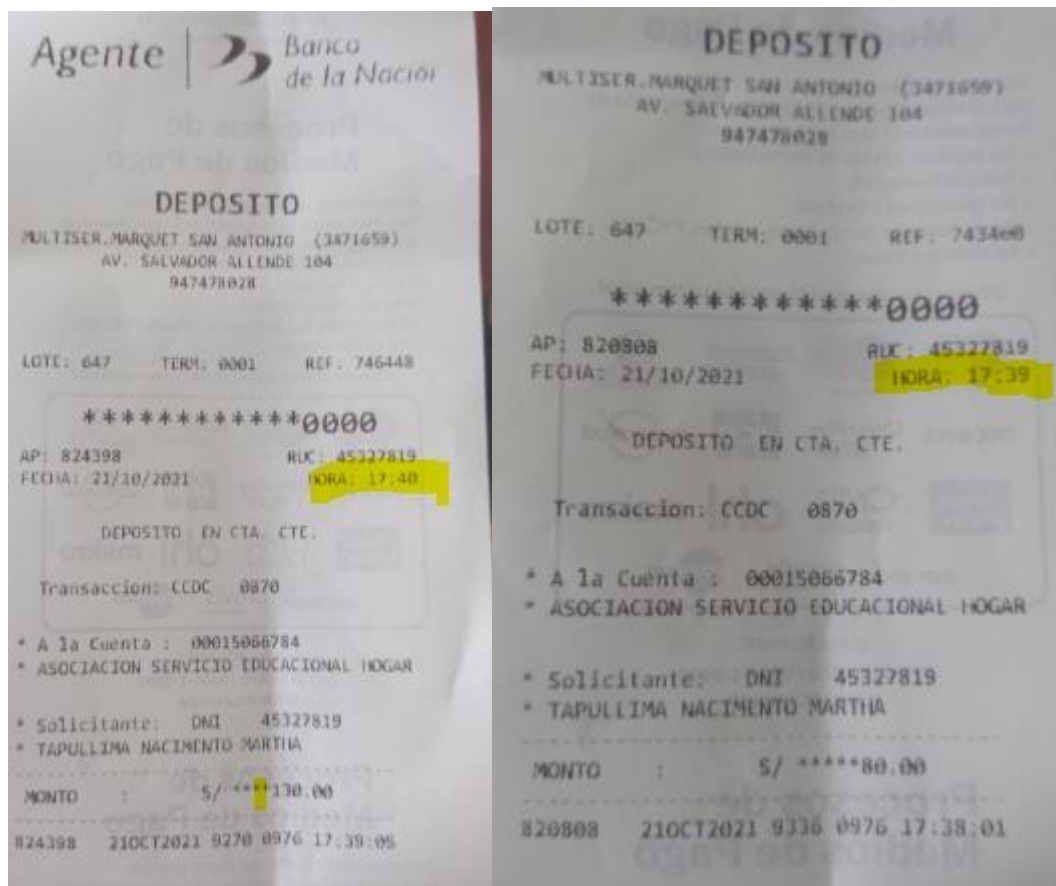 Agente Banco
de la Nación
DEPOSITO
MULTISER.MARQUET SAN ANTONIO (3471659)
AV. SALVADOR ALLENDE 104
947478028
LOTE: 647 TERM: 0001 REF: 746448
************0000
AP: 824398 RUC: 45327819
FECHA: 21/10/2021 HORA: 17:40
DEPOSITO EN CTA. CTE.
Transaccion: CCDC 0870
* A la Cuenta : 00015066784
* ASOCIACION SERVICIO EDUCACIONAL HOGAR
* Solicitante: DNI 45327819
* TAPULLIMA NACIMENTO MARTHA
MONTO : S/ ****130.00
824398 21OCT2021 9270 0976 17:39:05
DEPOSITO
MULTISER.MARQUET SAN ANTONIO (3471659)
AV. SALVADOR ALLENDE 104
947478028
LOTE: 647 TERM: 0001 REF:
************0000
AP: 820808 RUC: 45327819
FECHA: 21/10/2021 HORA: 17:39
DEPOSITO EN CTA. CTE.
Transaccion: CCDC 0870
* A la Cuenta : 00015066784
* ASOCIACION SERVICIO EDUCACIONAL HOGAR
* Solicitante: DNI 45327819
* TAPULLIMA NACIMENTO MARTHA
MONTO : S/ *****80.00
820808 21OCT2021 9336 0976 17:38:01